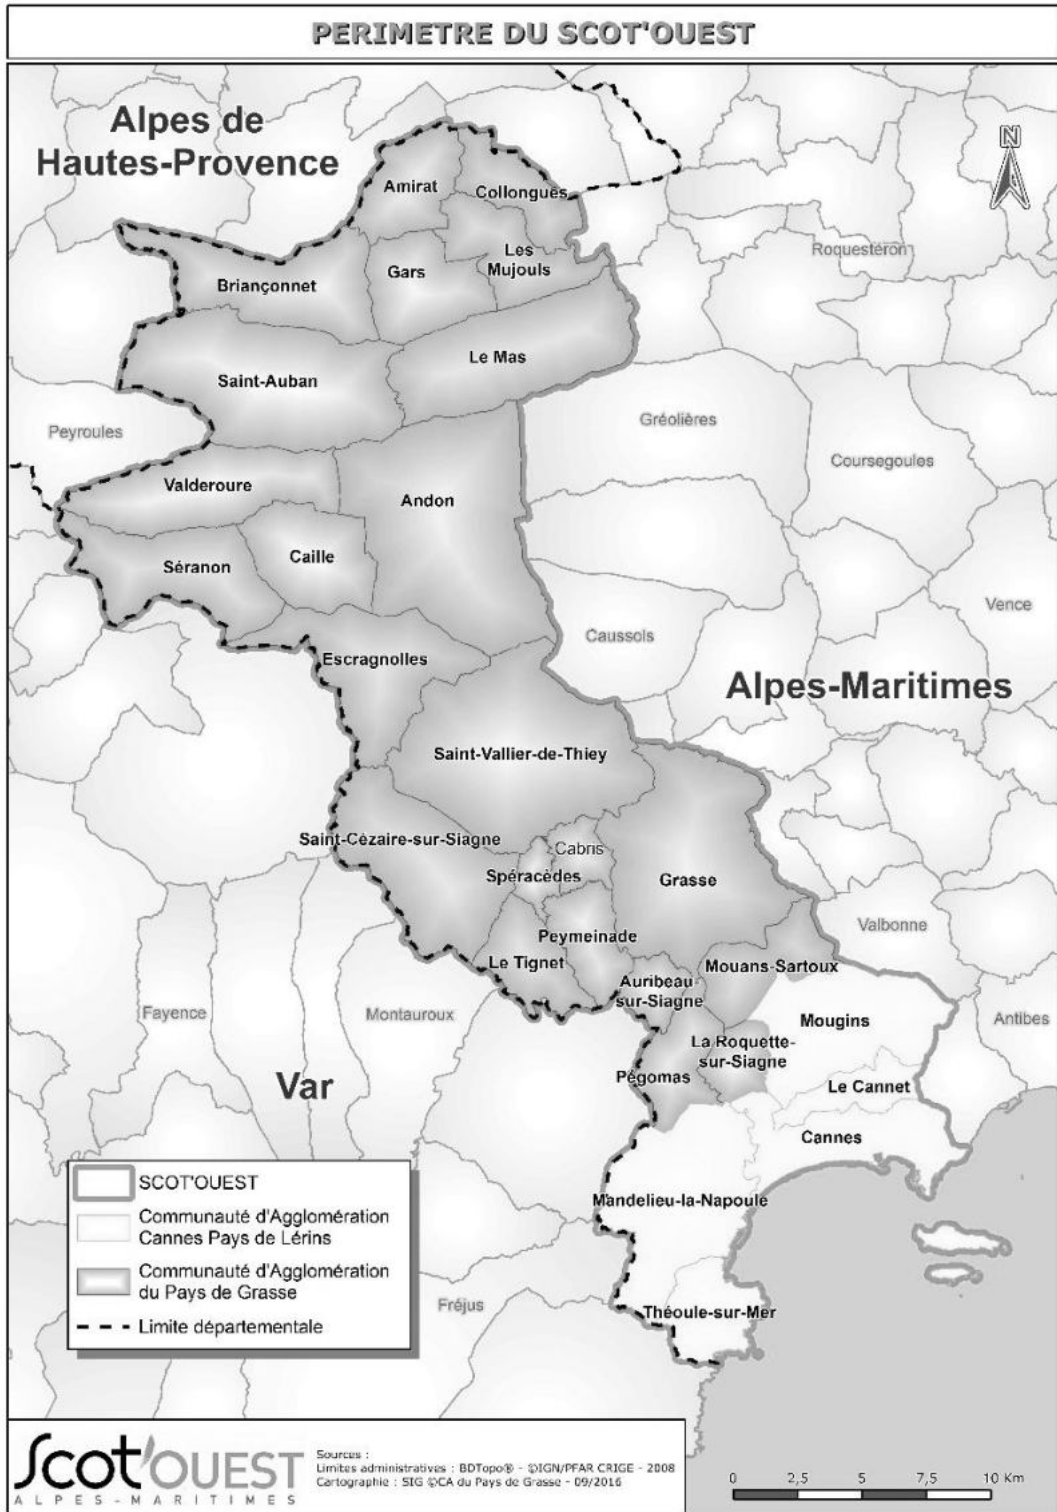 PERIMETRE DU SCOT'OUEST
Alpes de
Hautes-Provence
N
Amirat
Collongues
Roquestéron
Les
Mujouls
Gars
Briançonnet
Le Mas
Saint-Auban
Gréolières
Peyroules
Coursegoules
Valderoure
Andon
Caille
Séranon
Vence
Caussols
Escragnolles
Alpes-Maritimes
Saint-Vallier-de-Thiey
Saint-Cézaire-sur-Siagne
Cabris
Spéracèdes
Grasse
Valbonne
Peymeinade
Le Tignet
Mouans-Sartoux
Auribeau
-sur-Siagne
Fayence
Montauroux
Mougins
Antibes
La Roquette-
sur-Siagne
Pégomas
Var
Le Cannet
Cannes
SCOT'OUEST
Communauté d'Agglomération
Cannes Pays de Lérins
Communauté d'Agglomération
du Pays de Grasse
Limite départementale
Mandelieu-la-Napoule
Fréjus
Théoule-sur-Mer
Scot'OUEST
ALPES-MARITIMES
Sources :
Limites administratives : BDTopo® - ©IGN/PFAR CRIGE - 2008
Cartographie : SIG ©CA du Pays de Grasse - 09/2016
0 2,5 5 7,5 10 Km